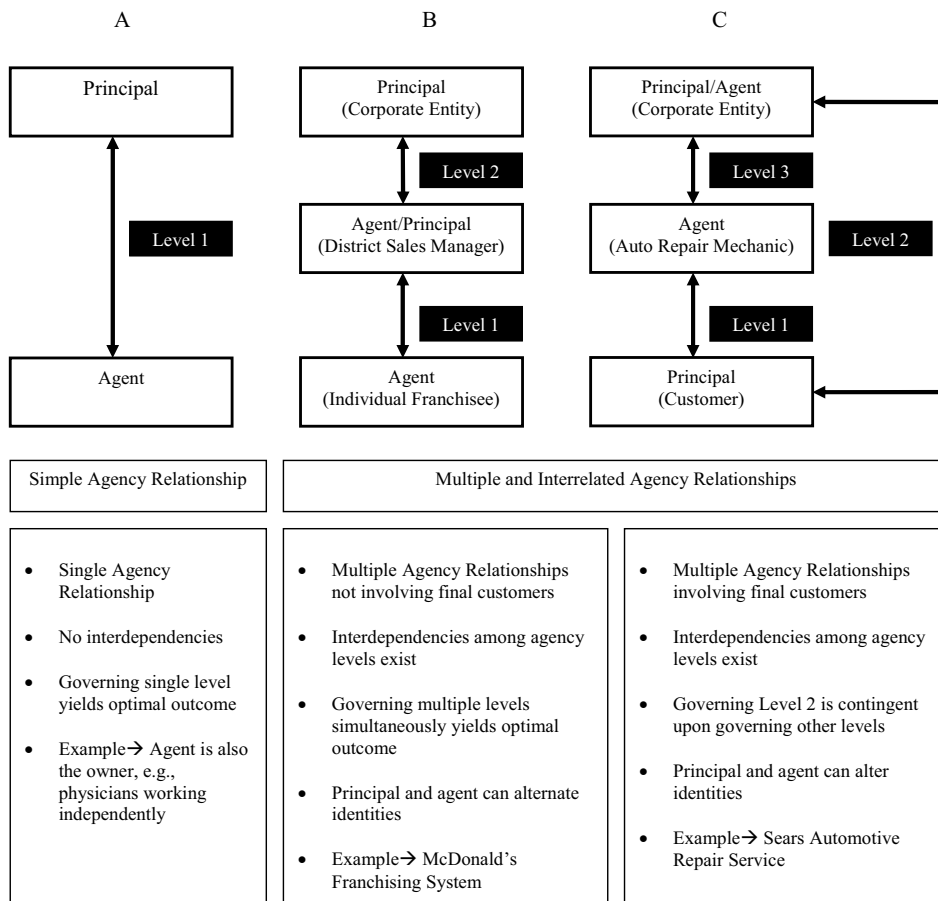 A
B
C
Principal
Level 1
Agent
Principal
(Corporate Entity)
Level 2
Agent/Principal
(District Sales Manager)
Level 1
Agent
(Individual Franchisee)
Principal/Agent
(Corporate Entity)
Level 3
Agent
(Auto Repair Mechanic)
Level 2
Level 1
Principal
(Customer)
Simple Agency Relationship
Multiple and Interrelated Agency Relationships
• Single Agency
Relationship
• No interdependencies
• Governing single level
yields optimal outcome
• Example→ Agent is also
the owner, e.g.,
physicians working
independently
• Multiple Agency Relationships
not involving final customers
• Interdependencies among agency
levels exist
• Governing multiple levels
simultaneously yields optimal
outcome
• Principal and agent can alternate
identities
• Example→ McDonald’s
Franchising System
• Multiple Agency Relationships
involving final customers
• Interdependencies among agency
levels exist
• Governing Level 2 is contingent
upon governing other levels
• Principal and agent can alter
identities
• Example→ Sears Automotive
Repair Service